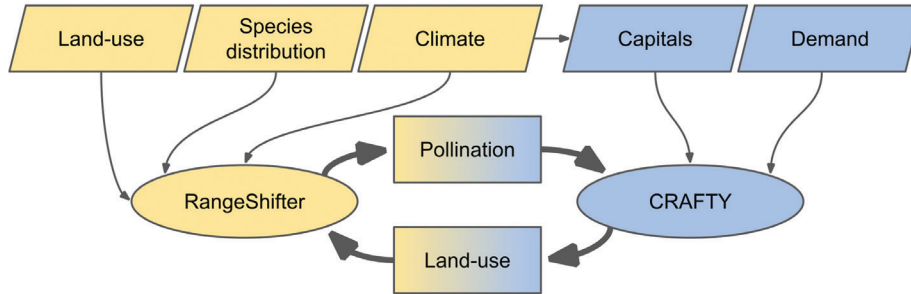 Land-use
Species
distribution
Climate
Capitals
Demand
Pollination
RangeShifter
CRAFTY
Land-use